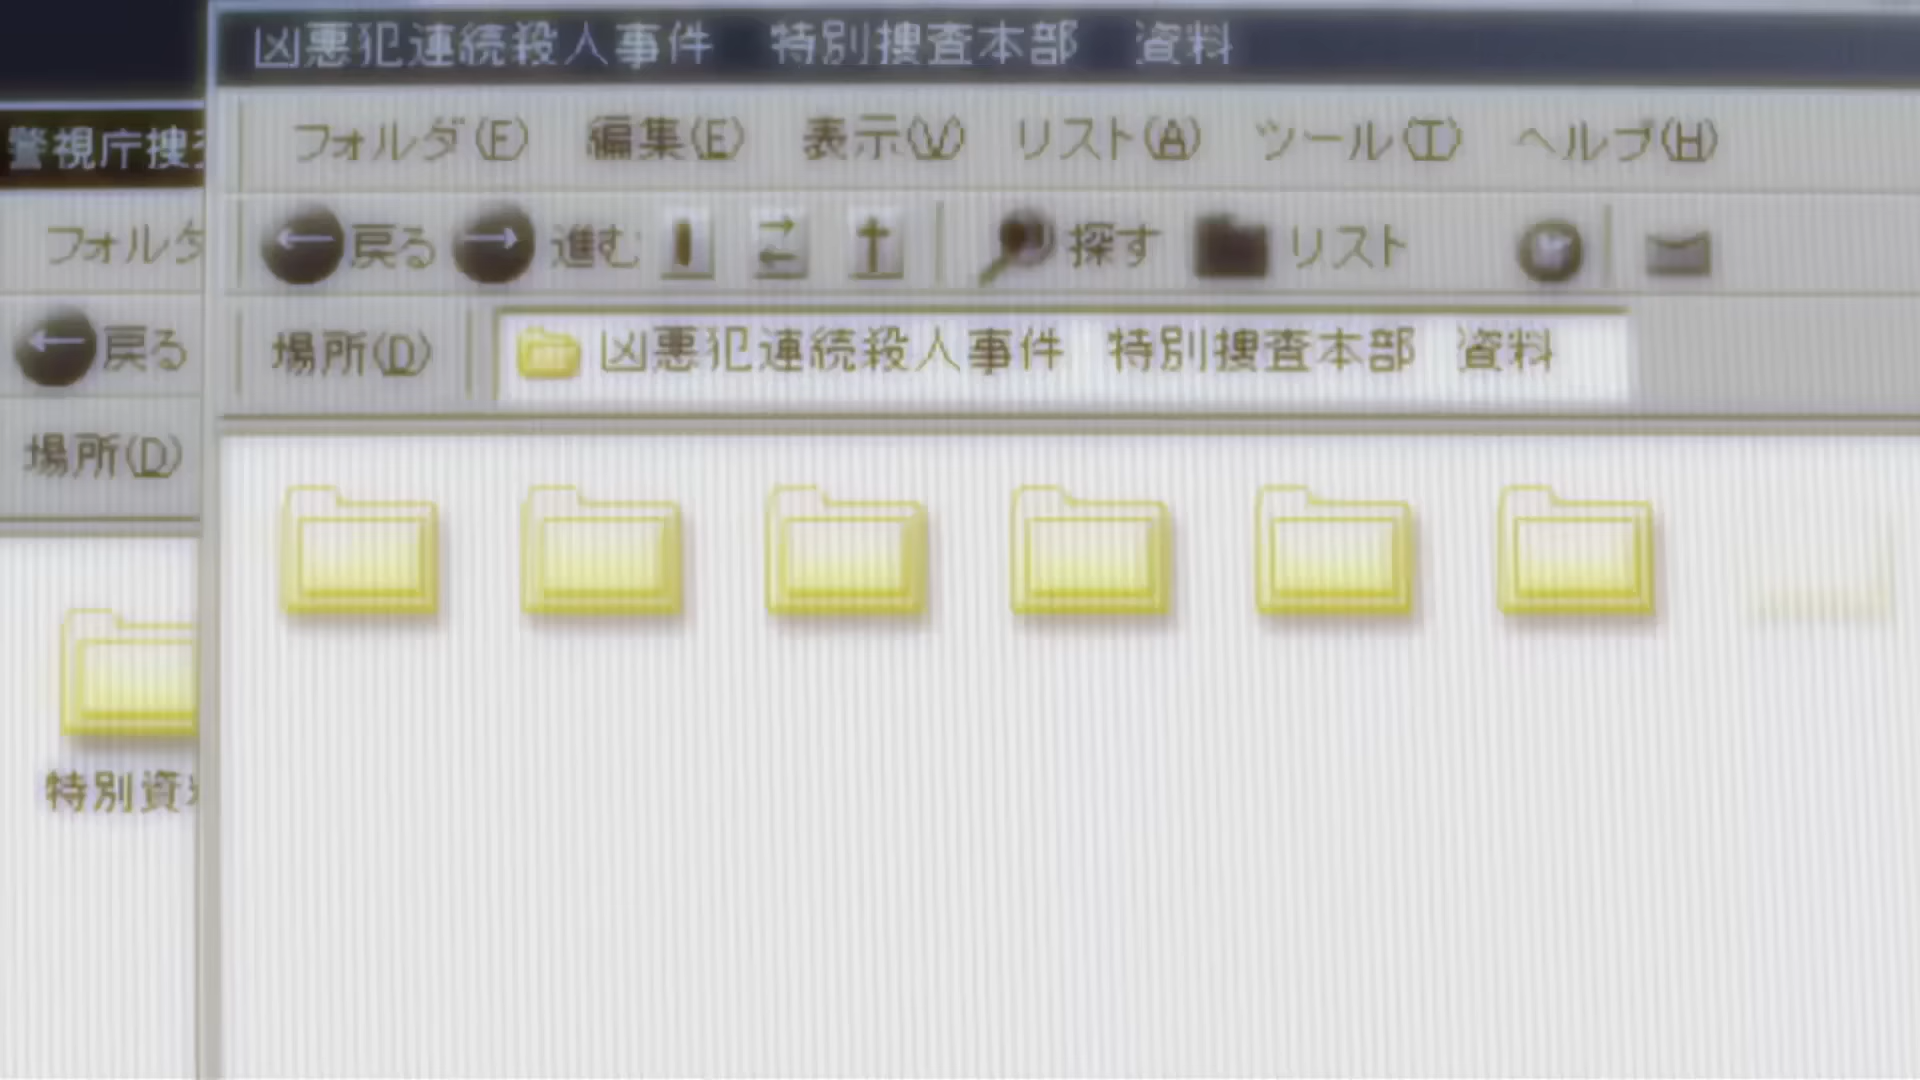 凶悪犯連続殺人事件　特別捜査本部　資料
フォルダ(F) 編集(E) 表示(V) リスト(A) ツール(T) ヘルプ(H)
戻る 進む 探す リスト
場所(D) 凶悪犯連続殺人事件　特別捜査本部　資料
警視庁捜査
フォルダ
戻る
場所(D)
特別資料